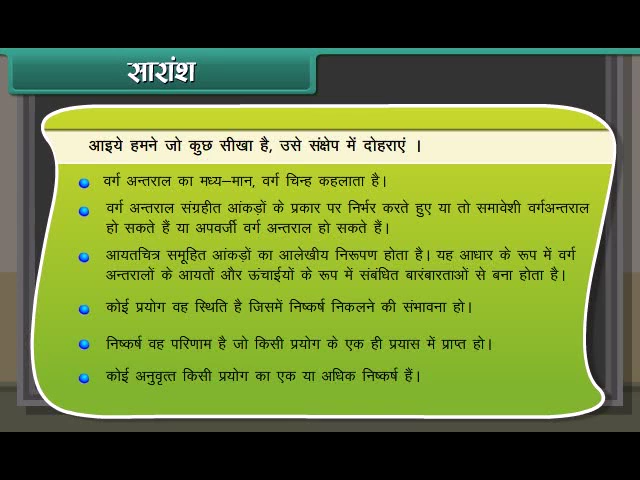 सारांश
आइये हमने जो कुछ सीखा है, उसे संक्षेप में दोहराएं ।
वर्ग अन्तराल का मध्य–मान, वर्ग चिन्ह कहलाता है।
वर्ग अन्तराल संग्रहीत आंकड़ों के प्रकार पर निर्भर करते हुए या तो समावेशी वर्गअन्तराल
हो सकते हैं या अपवर्जी वर्ग अन्तराल हो सकते हैं।
आयतचित्र समूहित आंकड़ों का आलेखीय निरूपण होता है। यह आधार के रूप में वर्ग
अन्तरालों के आयतों और ऊंचाईयों के रूप में संबंधित बारंबारताओं से बना होता है।
कोई प्रयोग वह स्थिति है जिसमें निष्कर्ष निकलने की संभावना हो।
निष्कर्ष वह परिणाम है जो किसी प्रयोग के एक ही प्रयास में प्राप्त हो।
कोई अनुवृत्त किसी प्रयोग का एक या अधिक निष्कर्ष हैं।